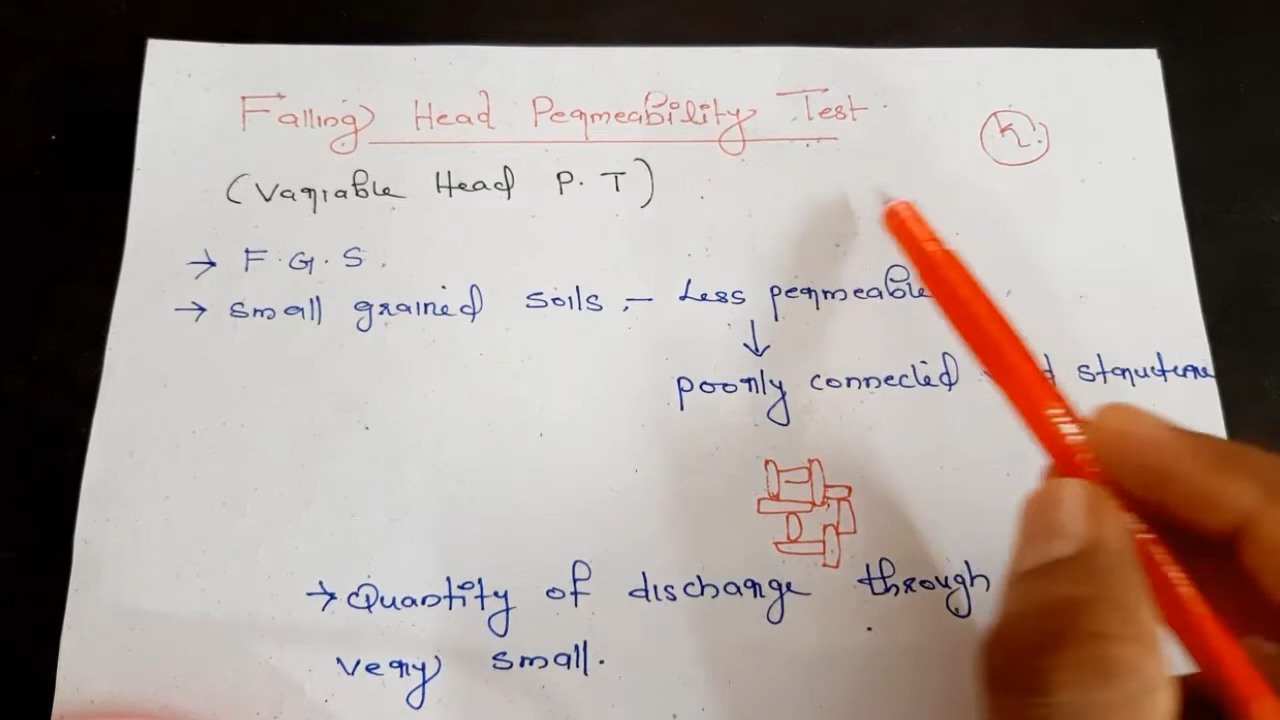 Falling Head Permeability Test
k.
(Variable Head P. T)
→ F. G. S.
→ small grained soils, - Less permeable
↓
poorly connected structure
→ Quantity of discharge through
very small.